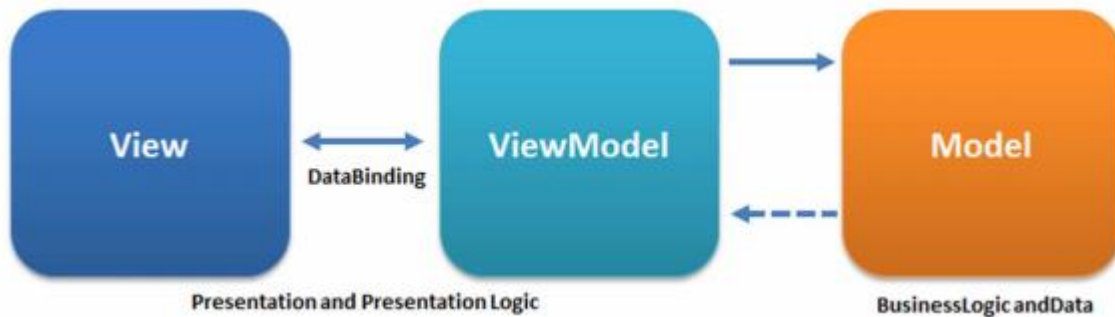 View
ViewModel
Model
DataBinding
Presentation and Presentation Logic
BusinessLogic andData